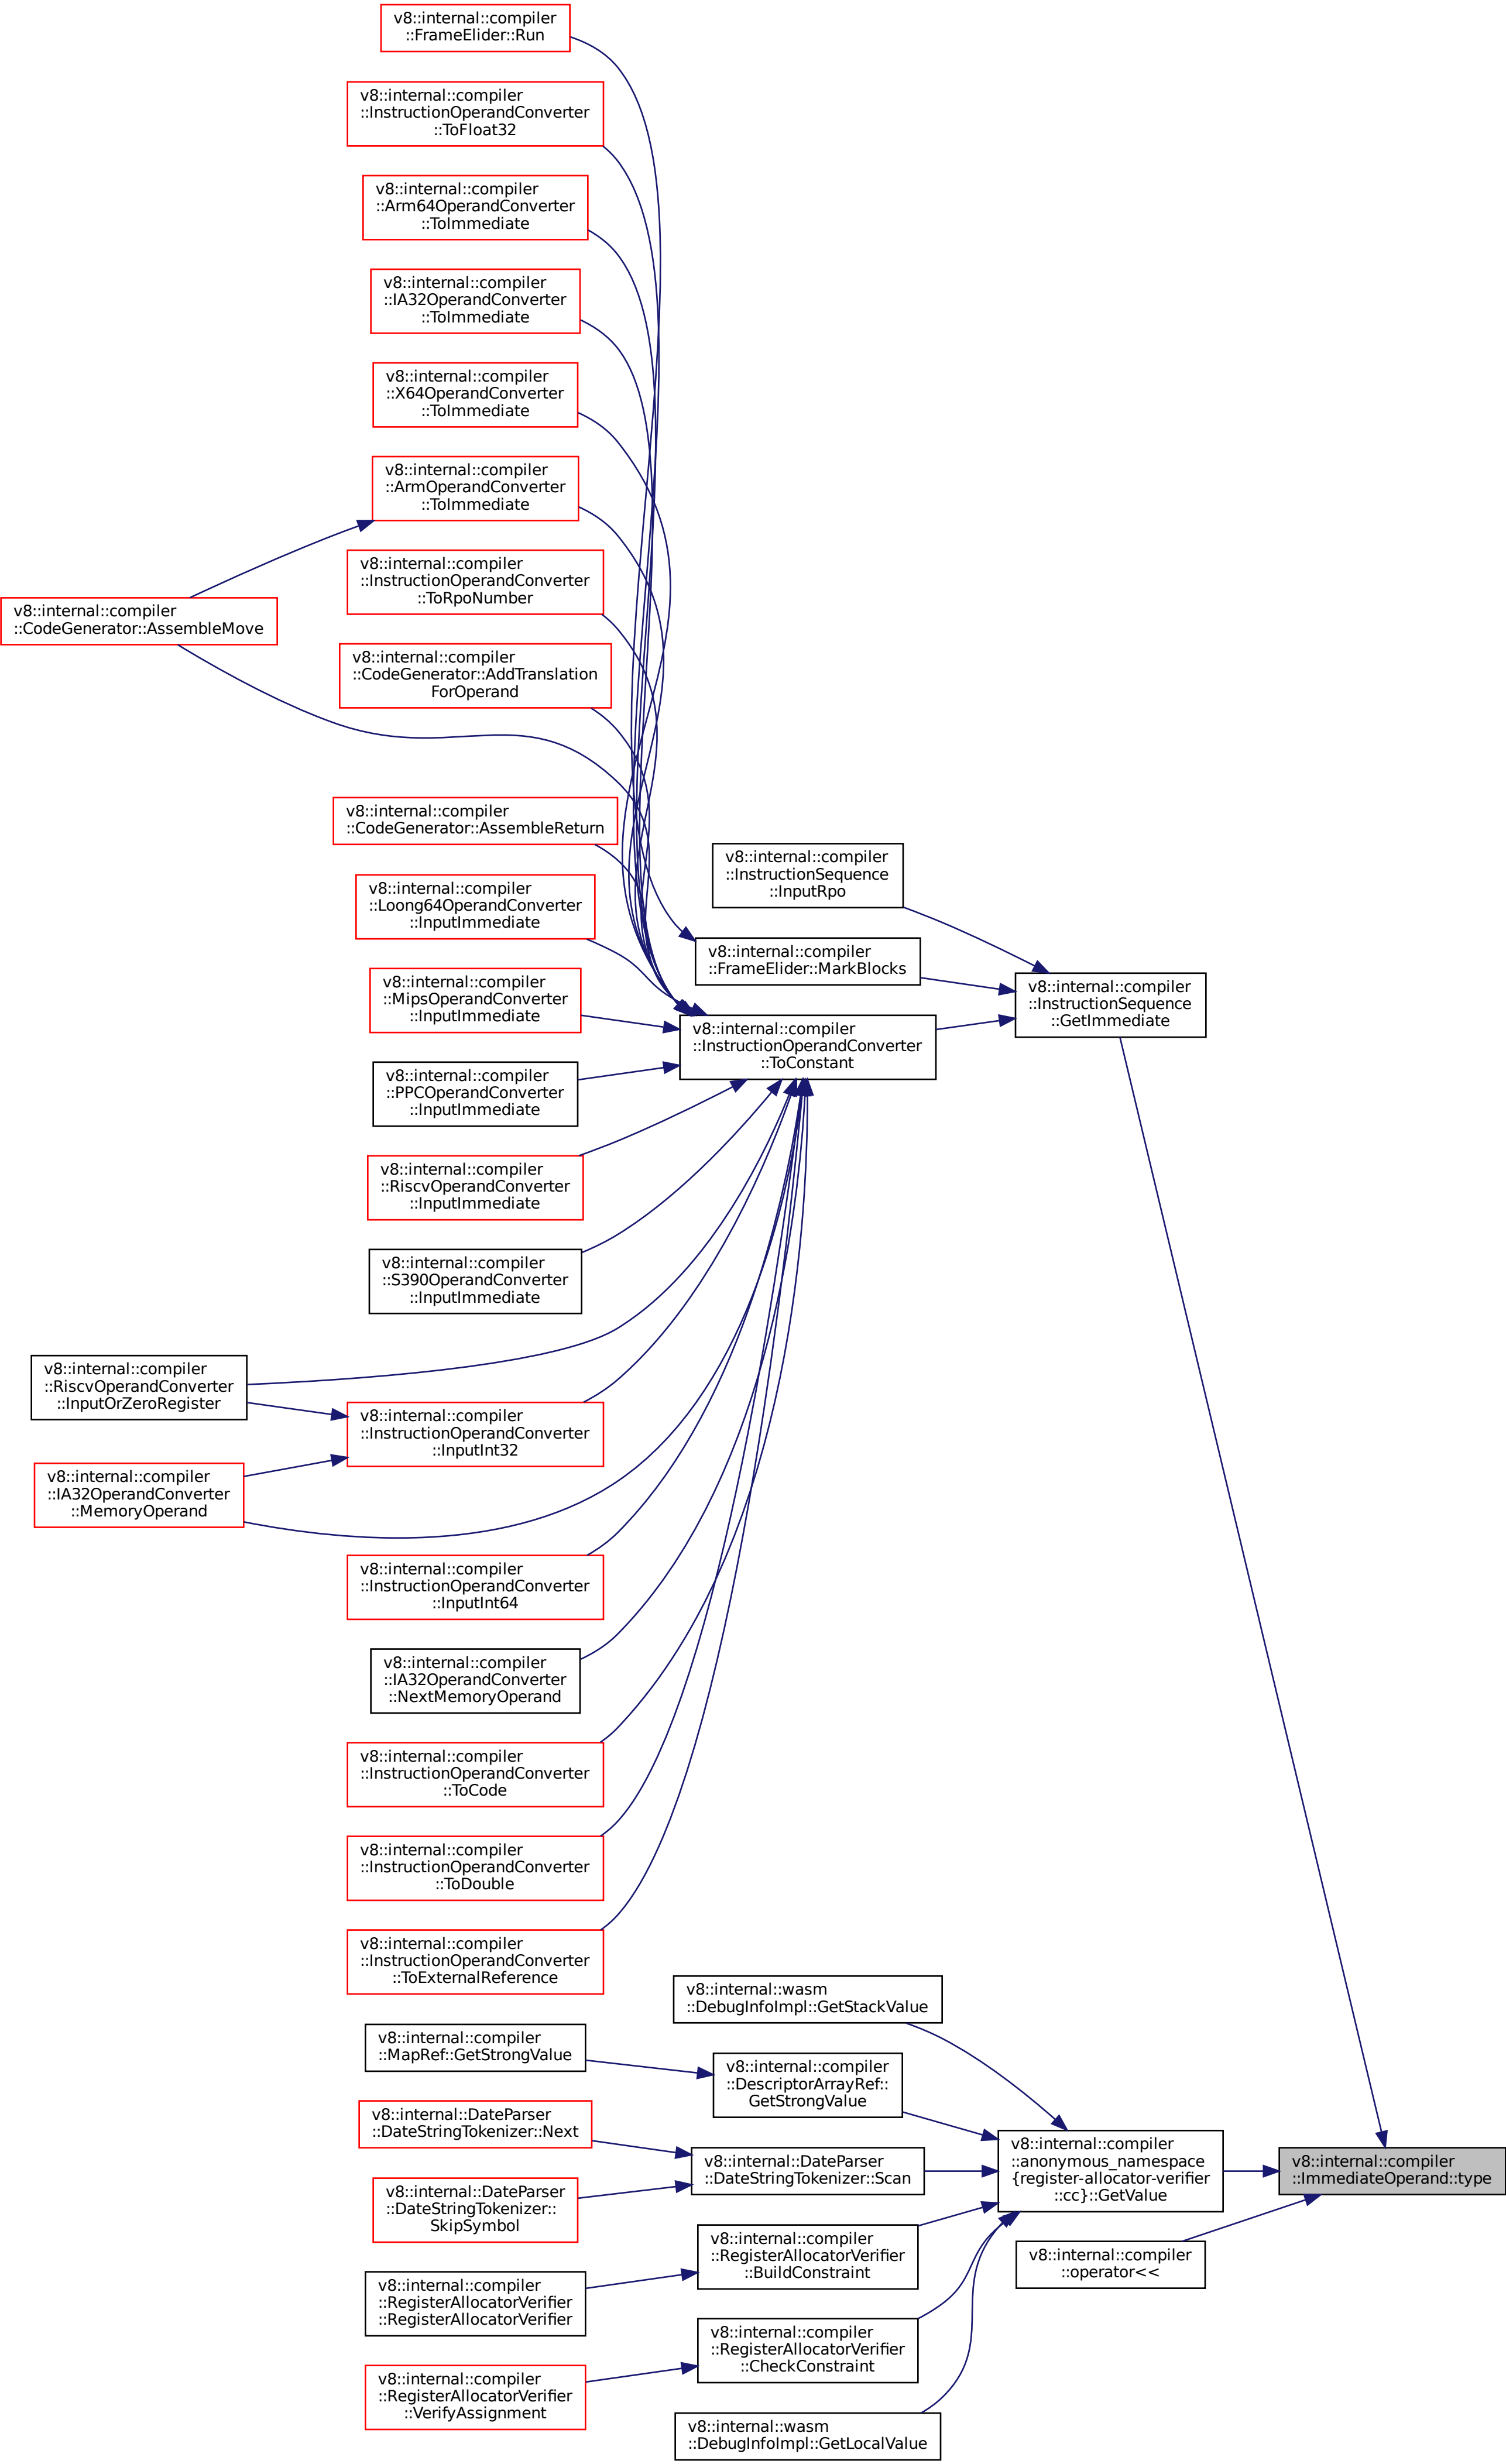 v8::internal::compiler
::FrameElider::Run
v8::internal::compiler
::InstructionOperandConverter
::ToFloat32
v8::internal::compiler
::Arm64OperandConverter
::ToImmediate
v8::internal::compiler
::IA32OperandConverter
::ToImmediate
v8::internal::compiler
::X64OperandConverter
::ToImmediate
v8::internal::compiler
::ArmOperandConverter
::ToImmediate
v8::internal::compiler
::InstructionOperandConverter
::ToRpoNumber
v8::internal::compiler
::CodeGenerator::AssembleMove
v8::internal::compiler
::CodeGenerator::AddTranslation
ForOperand
v8::internal::compiler
::CodeGenerator::AssembleReturn
v8::internal::compiler
::InstructionSequence
::InputRpo
v8::internal::compiler
::Loong64OperandConverter
::InputImmediate
v8::internal::compiler
::FrameElider::MarkBlocks
v8::internal::compiler
::InstructionSequence
::GetImmediate
v8::internal::compiler
::MipsOperandConverter
::InputImmediate
v8::internal::compiler
::InstructionOperandConverter
::ToConstant
v8::internal::compiler
::PPCOperandConverter
::InputImmediate
v8::internal::compiler
::RiscvOperandConverter
::InputImmediate
v8::internal::compiler
::S390OperandConverter
::InputImmediate
v8::internal::compiler
::RiscvOperandConverter
::InputOrZeroRegister
v8::internal::compiler
::InstructionOperandConverter
::InputInt32
v8::internal::compiler
::IA32OperandConverter
::MemoryOperand
v8::internal::compiler
::InstructionOperandConverter
::InputInt64
v8::internal::compiler
::IA32OperandConverter
::NextMemoryOperand
v8::internal::compiler
::InstructionOperandConverter
::ToCode
v8::internal::compiler
::InstructionOperandConverter
::ToDouble
v8::internal::compiler
::InstructionOperandConverter
::ToExternalReference
v8::internal::wasm
::DebugInfoImpl::GetStackValue
v8::internal::compiler
::MapRef::GetStrongValue
v8::internal::compiler
::DescriptorArrayRef::
GetStrongValue
v8::internal::DateParser
::DateStringTokenizer::Next
v8::internal::DateParser
::DateStringTokenizer::Scan
v8::internal::compiler
::anonymous_namespace
{register-allocator-verifier
::cc}::GetValue
v8::internal::compiler
::ImmediateOperand::type
v8::internal::DateParser
::DateStringTokenizer::
SkipSymbol
v8::internal::compiler
::RegisterAllocatorVerifier
::BuildConstraint
v8::internal::compiler
::operator<<
v8::internal::compiler
::RegisterAllocatorVerifier
::RegisterAllocatorVerifier
v8::internal::compiler
::RegisterAllocatorVerifier
::CheckConstraint
v8::internal::compiler
::RegisterAllocatorVerifier
::VerifyAssignment
v8::internal::wasm
::DebugInfoImpl::GetLocalValue